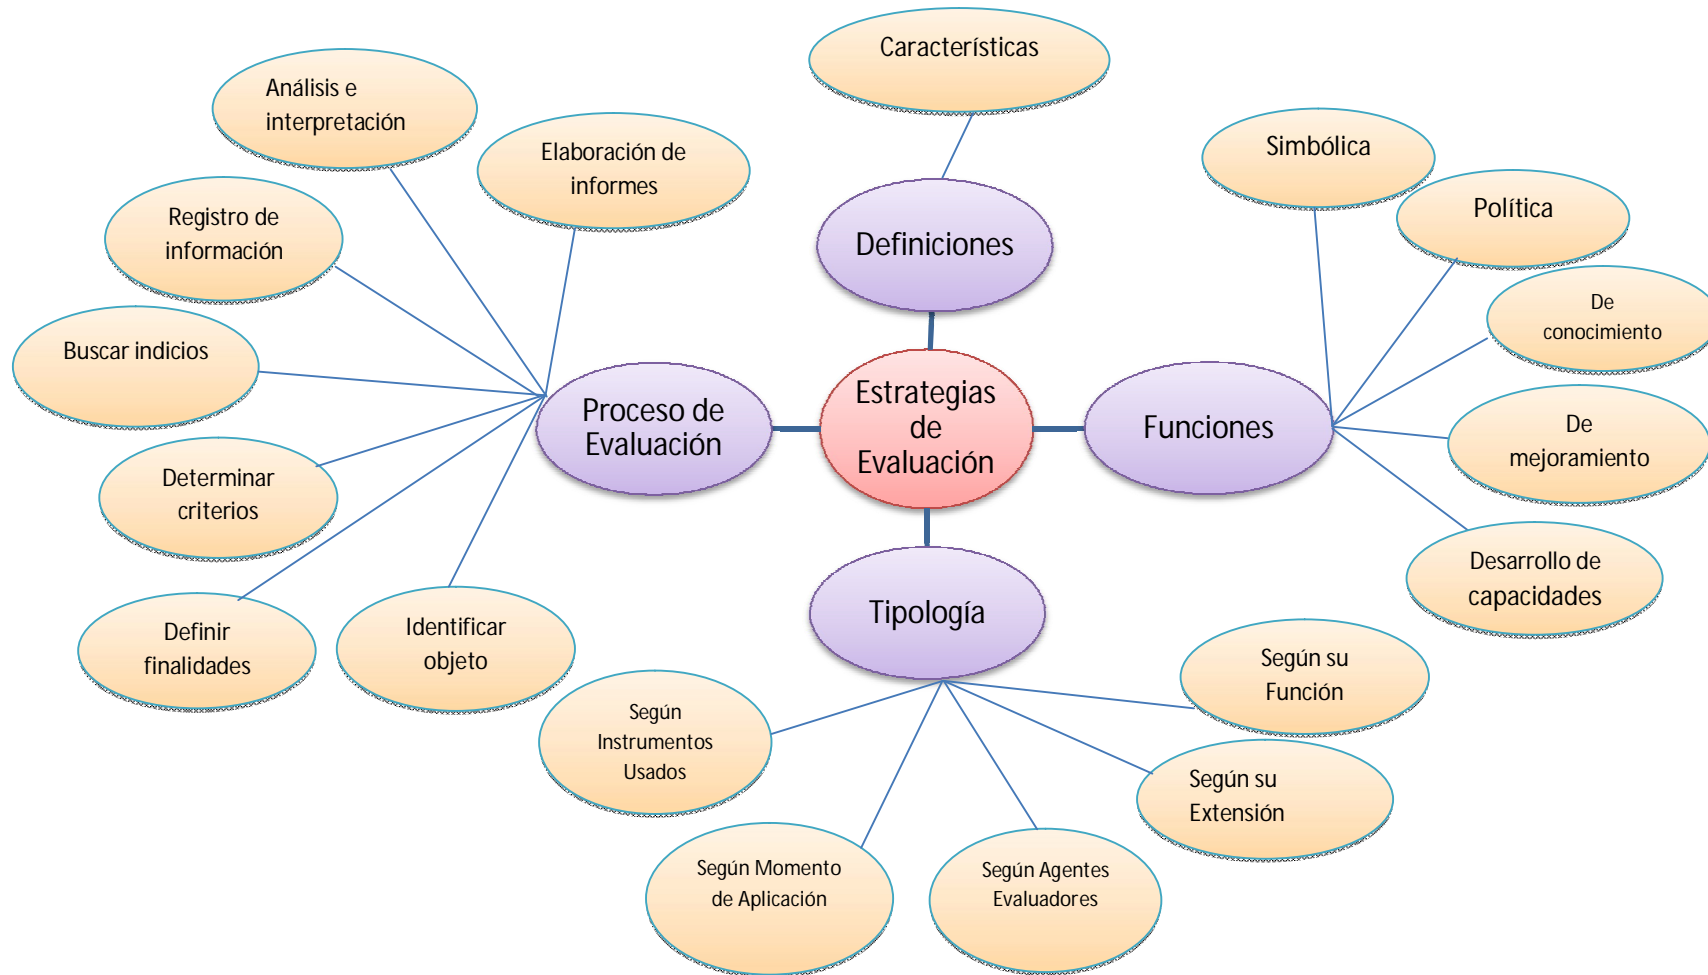 Características
Análisis e
interpretación
Elaboración de
informes
Simbólica
Política
Registro de
información
Definiciones
De
conocimiento
Buscar indicios
Proceso de
Evaluación
Estrategias
de
Evaluación
Funciones
De
mejoramiento
Determinar
criterios
Desarrollo de
capacidades
Definir
finalidades
Identificar
objeto
Tipología
Según su
Función
Según
Instrumentos
Usados
Según su
Extensión
Según Momento
de Aplicación
Según Agentes
Evaluadores